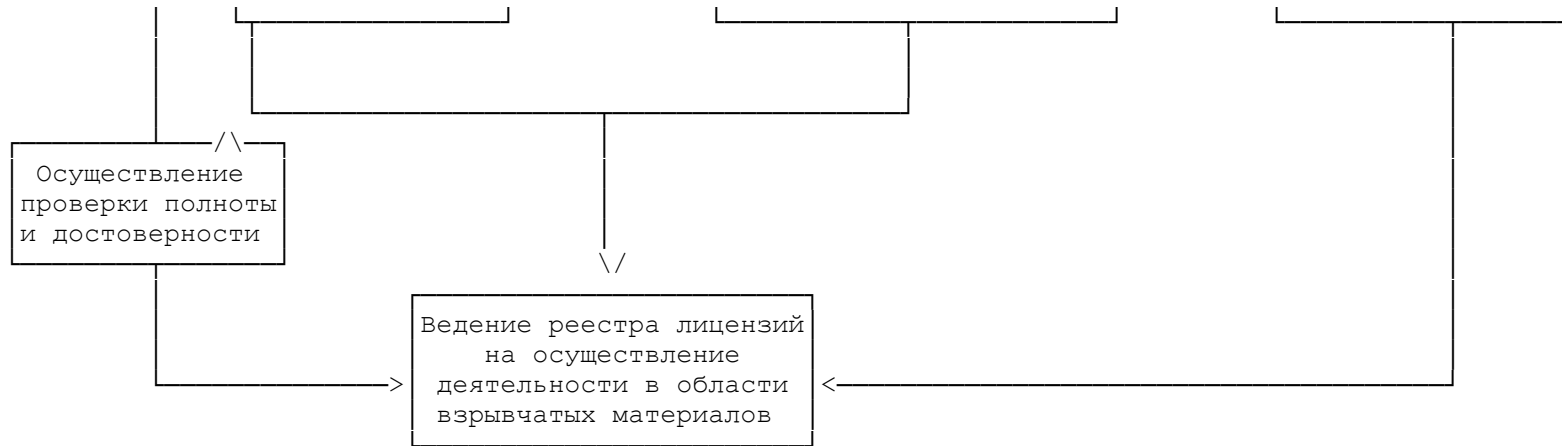 Осуществление
проверки полноты
и достоверности
Ведение реестра лицензий
на осуществление
деятельности в области
взрывчатых материалов